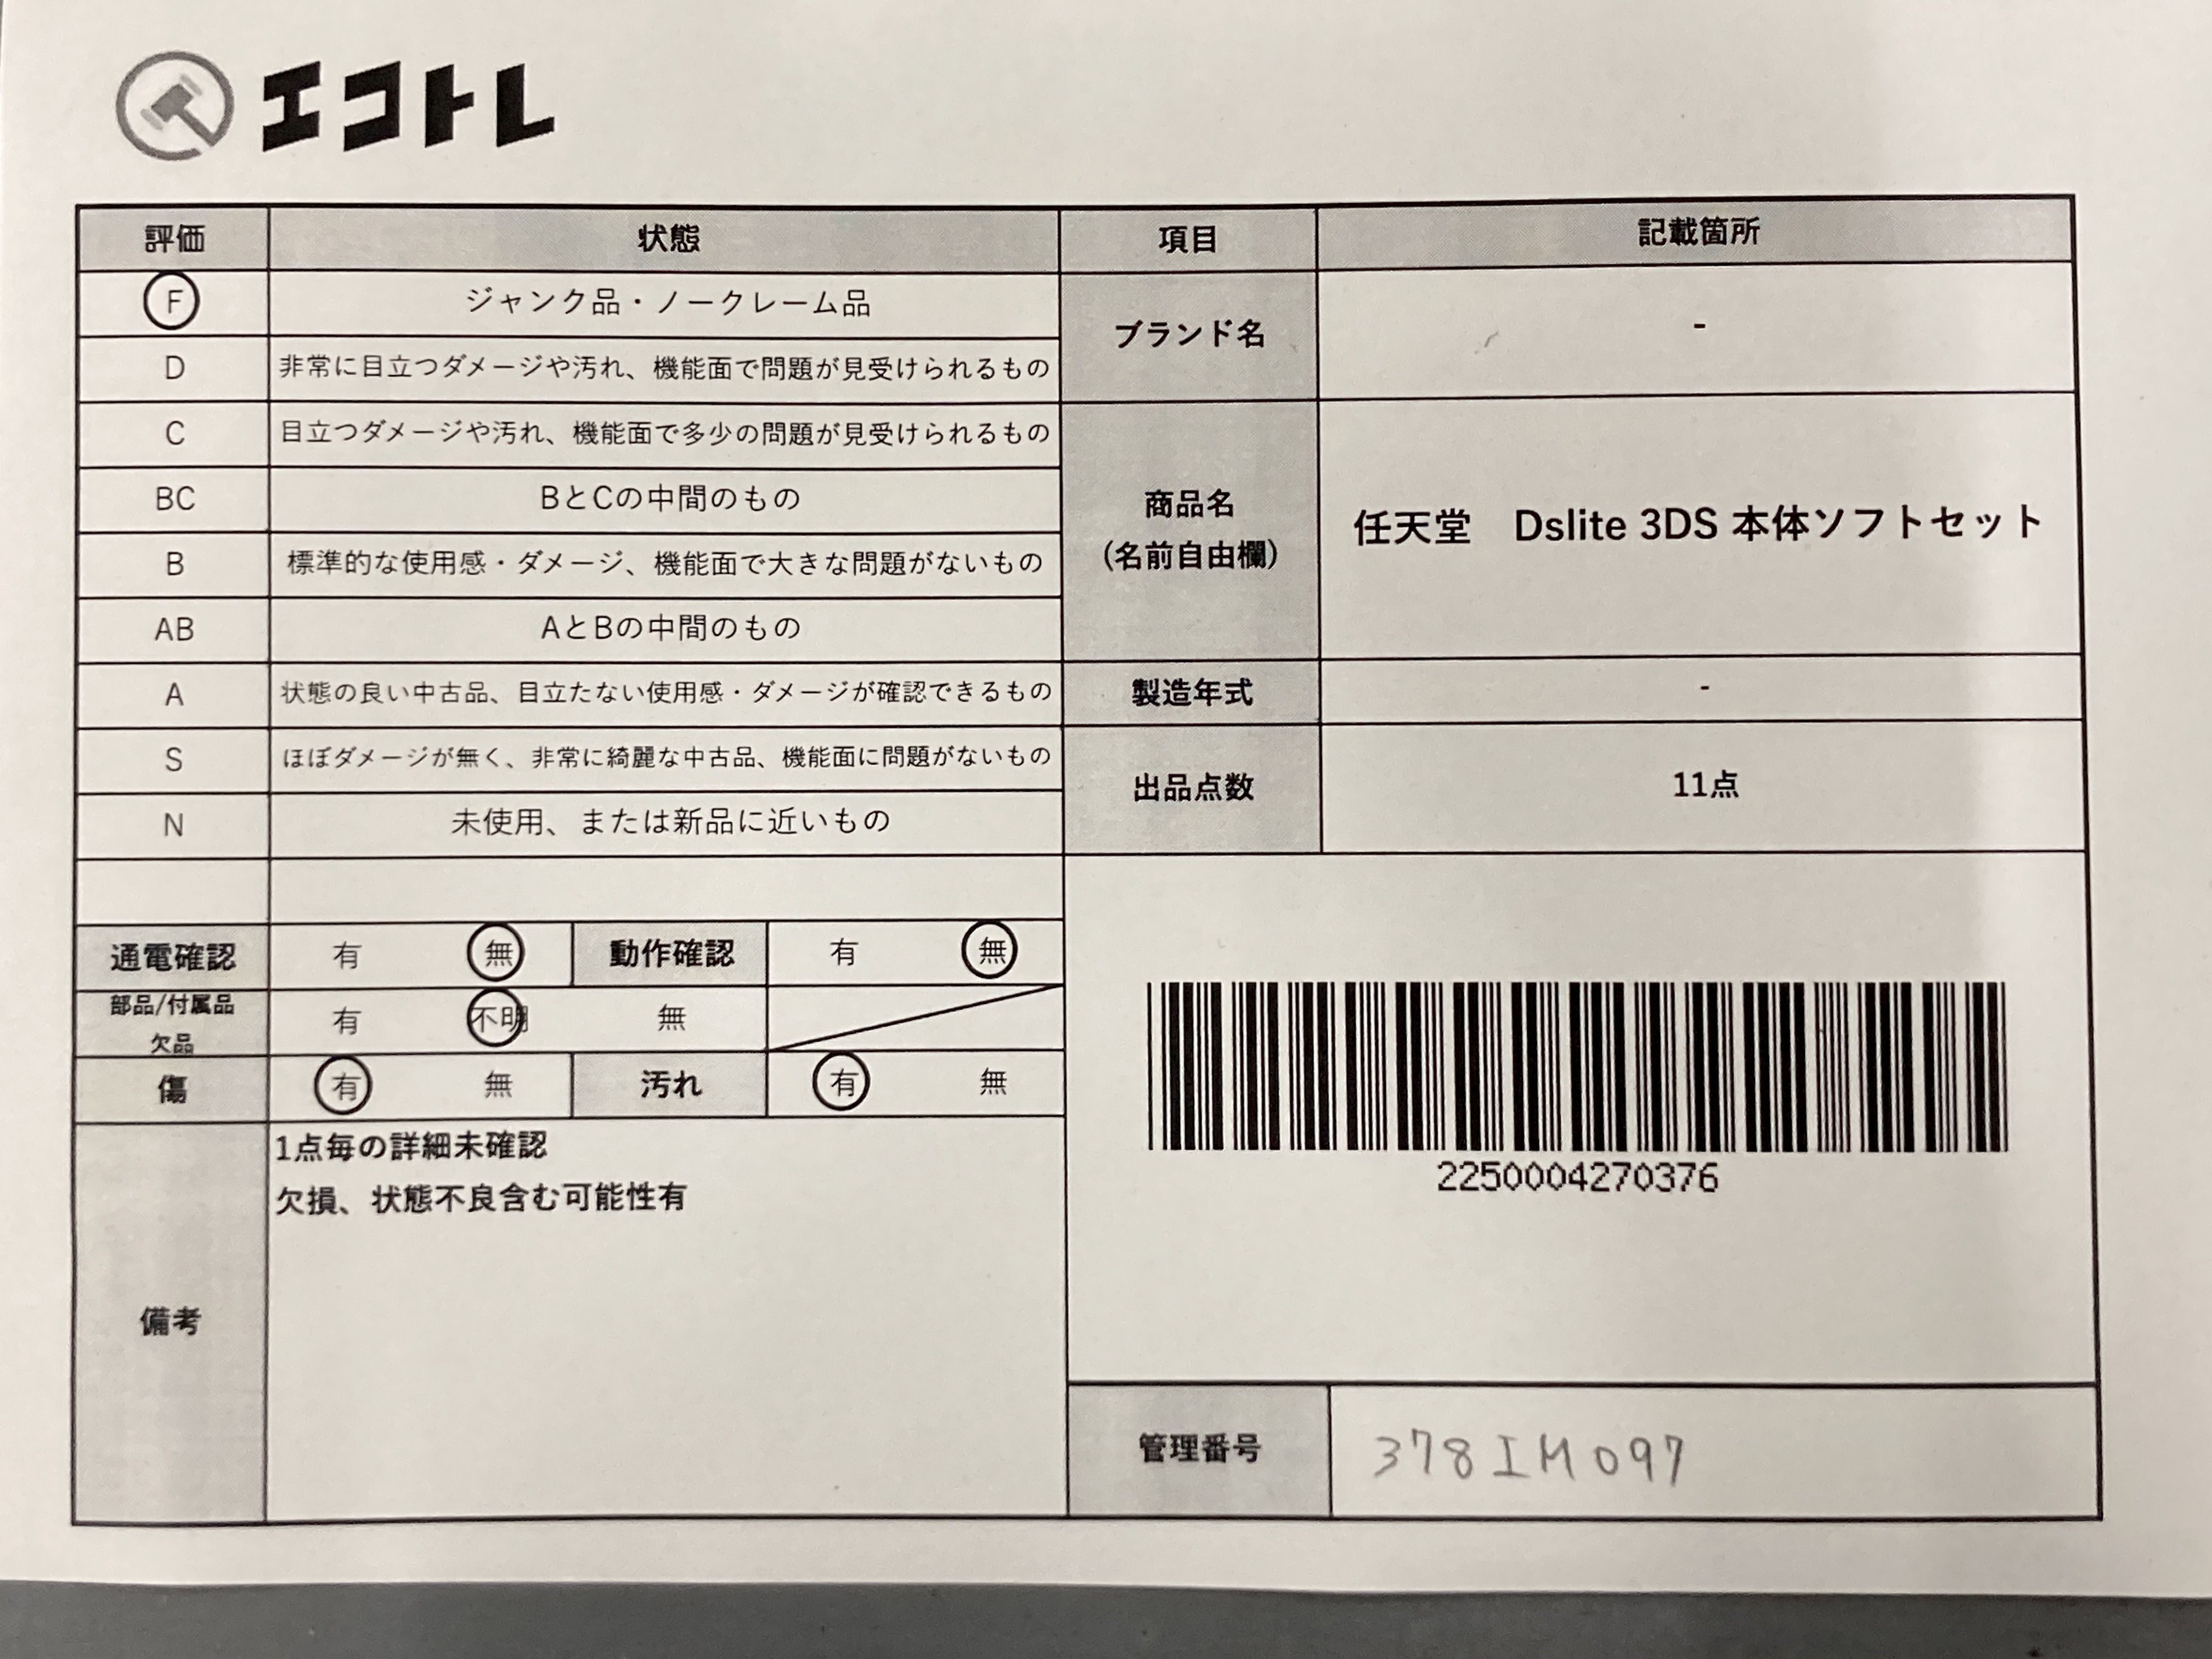 エコトレ
評価 状態 項目 記載箇所
F ジャンク品・ノークレーム品
ブランド名 -
D 非常に目立つダメージや汚れ、機能面で問題が見受けられるもの
C 目立つダメージや汚れ、機能面で多少の問題が見受けられるもの
BC BとCの中間のもの
商品名
(名前自由欄)
任天堂　Dslite 3DS 本体ソフトセット
B 標準的な使用感・ダメージ、機能面で大きな問題がないもの
AB AとBの中間のもの
A 状態の良い中古品、目立たない使用感・ダメージが確認できるもの
製造年式 -
S ほぼダメージが無く、非常に綺麗な中古品、機能面に問題がないもの
出品点数 11点
N 未使用、または新品に近いもの
通電確認 有 無 動作確認 有 無
部品/付属品
欠品
有 不明 無
傷 有 無 汚れ 有 無
備考
1点毎の詳細未確認
欠損、状態不良含む可能性有
2250004270376
管理番号 378IM097